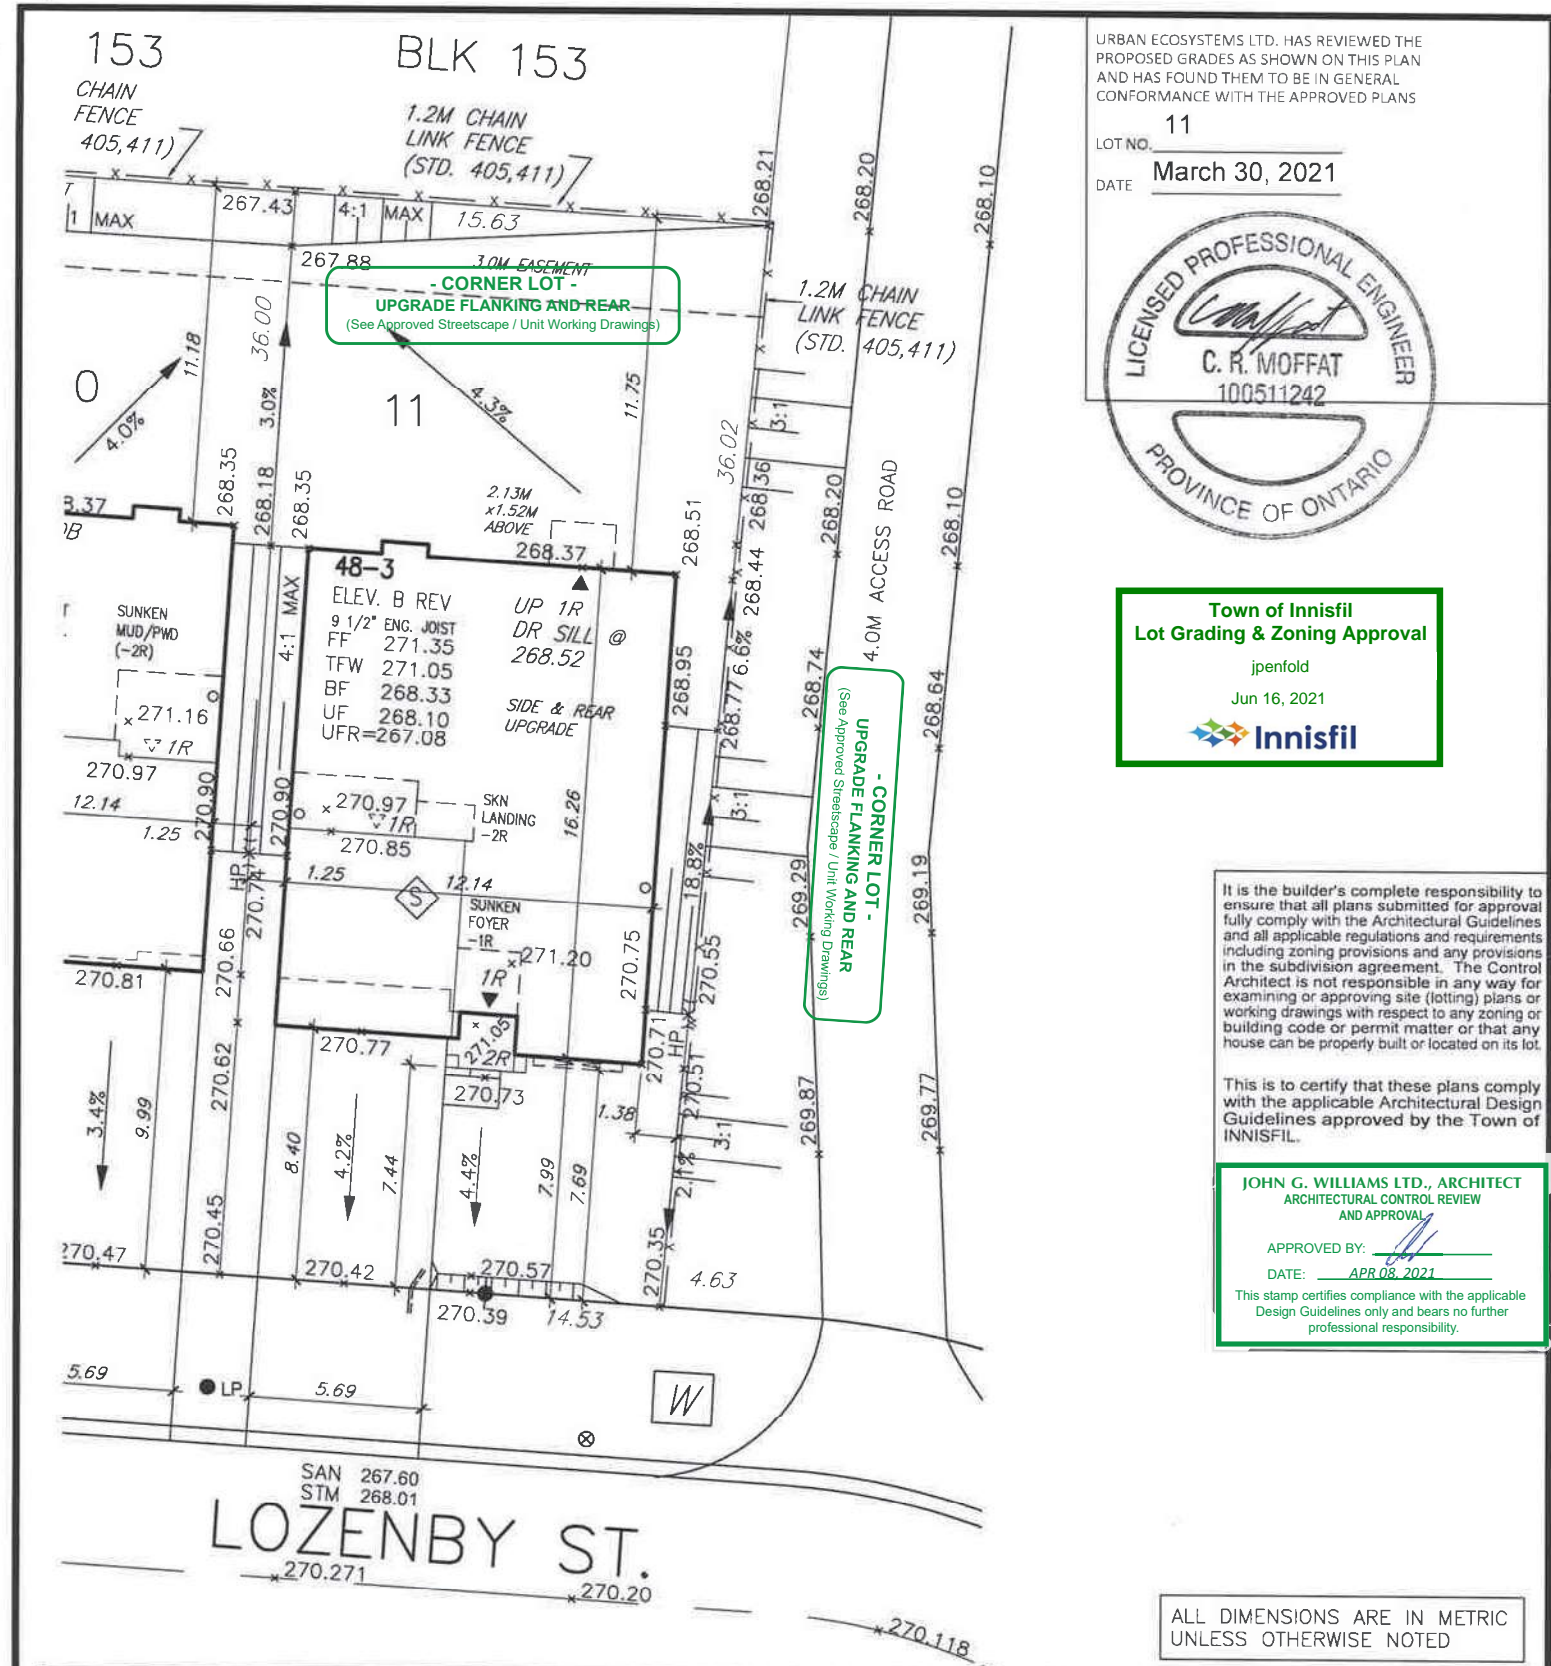 153
BLK 153
CHAIN
FENCE
405,411)
1.2M CHAIN
LINK FENCE
(STD. 405,411)
268.21
268.20
268.10
1 MAX
267.43
4:1 MAX
15.63
267.88
3.0M EASEMENT
- CORNER LOT -
UPGRADE FLANKING AND REAR
(See Approved Streetscape / Unit Working Drawings)
1.2M CHAIN
LINK FENCE
(STD. 405,411)
11.18
36.00
3.0%
0
4.0%
11
4.3%
11.75
36.02
3:1
268.35
268.18
268.35
2.13M
x1.52M
ABOVE
268.37
268.51
268.36
268.44
268.20
268.10
4.0M ACCESS ROAD
48-3
ELEV. B REV
9 1/2" ENG. JOIST
FF 271.35
TFW 271.05
BF 268.33
UF 268.10
UFR=267.08
UP 1R
DR SILL @
268.52
SIDE & REAR
UPGRADE
4:1 MAX
SUNKEN
MUD/PWD
(-2R)
271.16
1R
270.97
12.14
1.25
270.90
270.90
270.97
1R
270.85
SKN
LANDING
-2R
16.26
268.95
268.77
6.6%
268.74
268.64
3:1
- CORNER LOT -
UPGRADE FLANKING AND REAR
(See Approved Streetscape / Unit Working Drawings)
18.8%
269.29
269.19
HP
270.74
1.25
S
12.14
SUNKEN
FOYER
-1R
271.20
1R
270.75
270.55
270.66
270.81
270.62
270.77
271.05
2R
270.73
270.71
HP
270.51
269.87
269.77
3.4%
9.99
8.40
4.2%
7.44
4.4%
7.99
7.69
1.38
3:1
2.1%
270.47
270.45
270.42
270.57
270.39
14.53
270.35
4.63
5.69
LP
5.69
W
SAN 267.60
STM 268.01
LOZENBY ST.
270.271
270.20
270.118
URBAN ECOSYSTEMS LTD. HAS REVIEWED THE
PROPOSED GRADES AS SHOWN ON THIS PLAN
AND HAS FOUND THEM TO BE IN GENERAL
CONFORMANCE WITH THE APPROVED PLANS
LOT NO. 11
DATE March 30, 2021
LICENSED PROFESSIONAL ENGINEER
C. R. MOFFAT
100511242
PROVINCE OF ONTARIO
Town of Innisfil
Lot Grading & Zoning Approval
jpenfold
Jun 16, 2021
Innisfil
It is the builder's complete responsibility to
ensure that all plans submitted for approval
fully comply with the Architectural Guidelines
and all applicable regulations and requirements
including zoning provisions and any provisions
in the subdivision agreement. The Control
Architect is not responsible in any way for
examining or approving site (lotting) plans or
working drawings with respect to any zoning or
building code or permit matter or that any
house can be properly built or located on its lot.
This is to certify that these plans comply
with the applicable Architectural Design
Guidelines approved by the Town of
INNISFIL.
JOHN G. WILLIAMS LTD., ARCHITECT
ARCHITECTURAL CONTROL REVIEW
AND APPROVAL
APPROVED BY:
DATE: APR 08, 2021
This stamp certifies compliance with the applicable
Design Guidelines only and bears no further
professional responsibility.
ALL DIMENSIONS ARE IN METRIC
UNLESS OTHERWISE NOTED